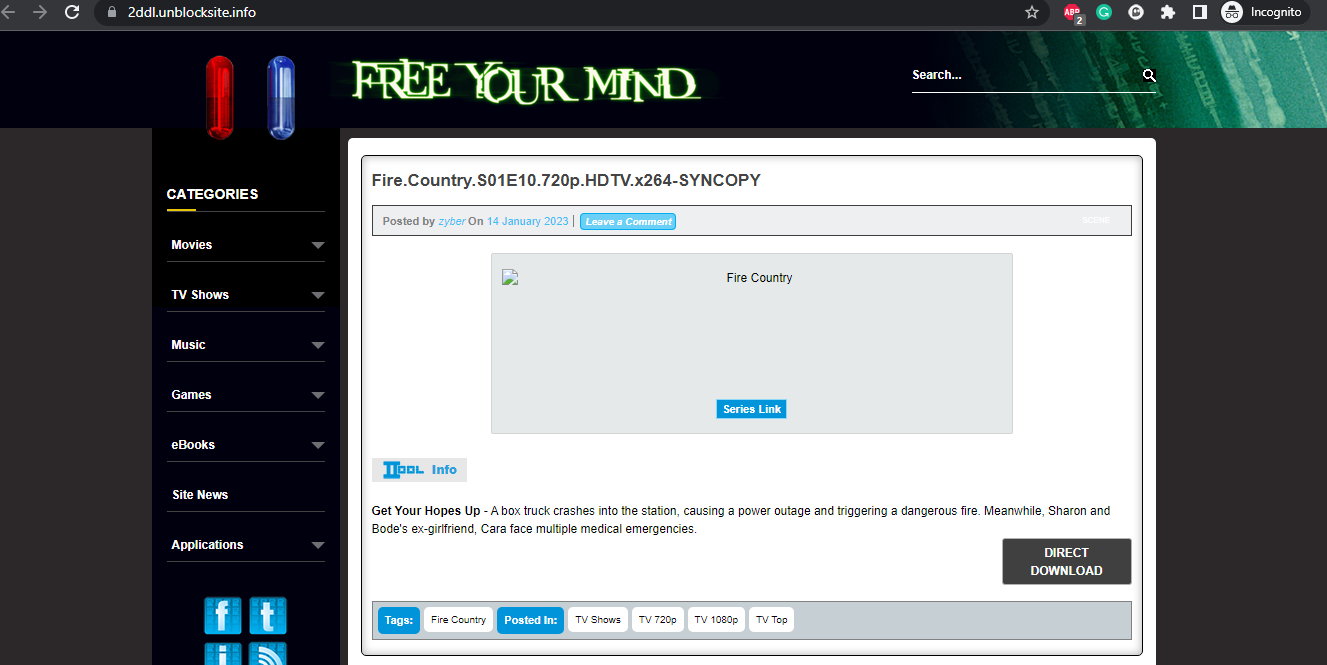 2ddl.unblocksite.info
ABP
2
G
Incognito
FREE YOUR MIND
Search...
CATEGORIES
Movies
TV Shows
Music
Games
eBooks
Site News
Applications
f t
Fire.Country.S01E10.720p.HDTV.x264-SYNCOPY
Posted by zyber On 14 January 2023 | Leave a Comment
SCENE
Fire Country
Series Link
IIDDL Info
Get Your Hopes Up - A box truck crashes into the station, causing a power outage and triggering a dangerous fire. Meanwhile, Sharon and
Bode's ex-girlfriend, Cara face multiple medical emergencies.
DIRECT
DOWNLOAD
Tags: Fire Country Posted In: TV Shows TV 720p TV 1080p TV Top